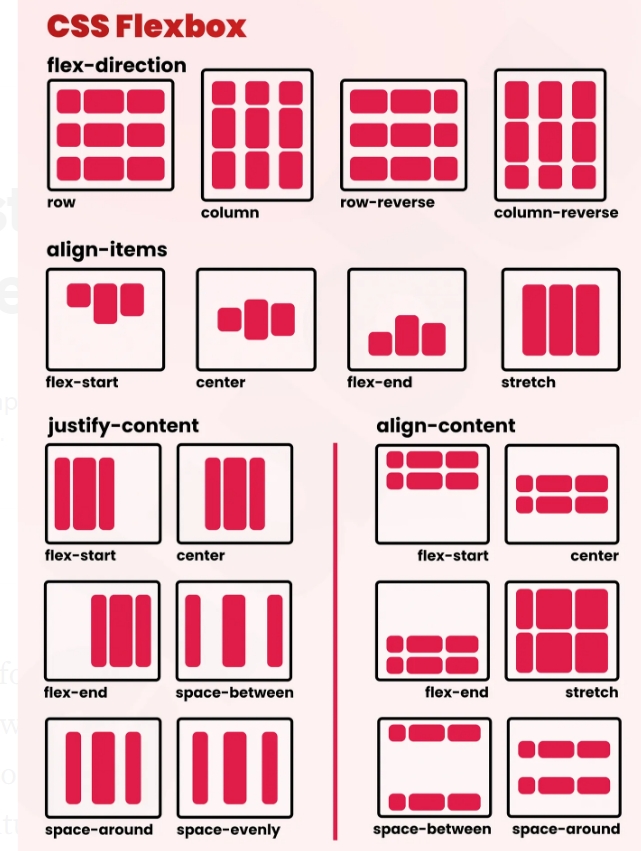 CSS Flexbox
flex-direction
row
column
row-reverse
column-reverse
align-items
flex-start
center
flex-end
stretch
justify-content
flex-start
center
flex-end
space-between
space-around
space-evenly
align-content
flex-start
center
flex-end
stretch
space-between
space-around